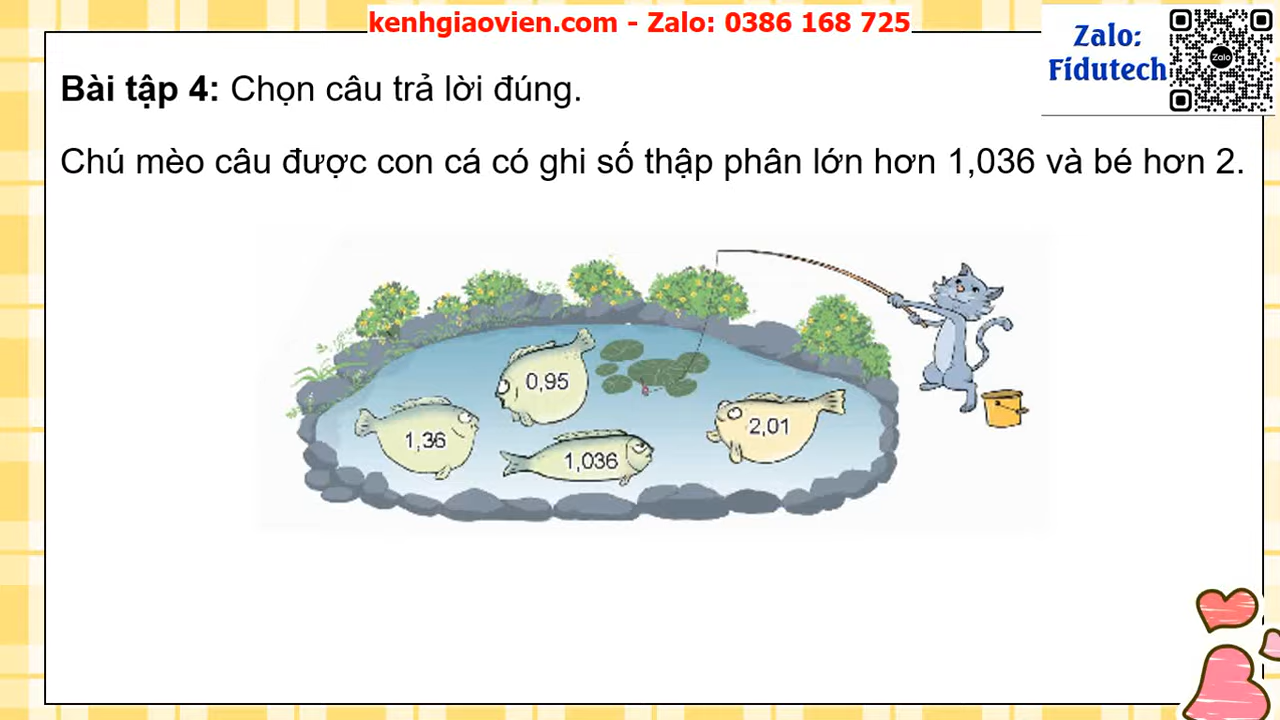 kenhgiaovien.com - Zalo: 0386 168 725
Zalo:
Fidutech
Zalo
Bài tập 4: Chọn câu trả lời đúng.
Chú mèo câu được con cá có ghi số thập phân lớn hơn 1,036 và bé hơn 2.
0,95
1,36
1,036
2,01